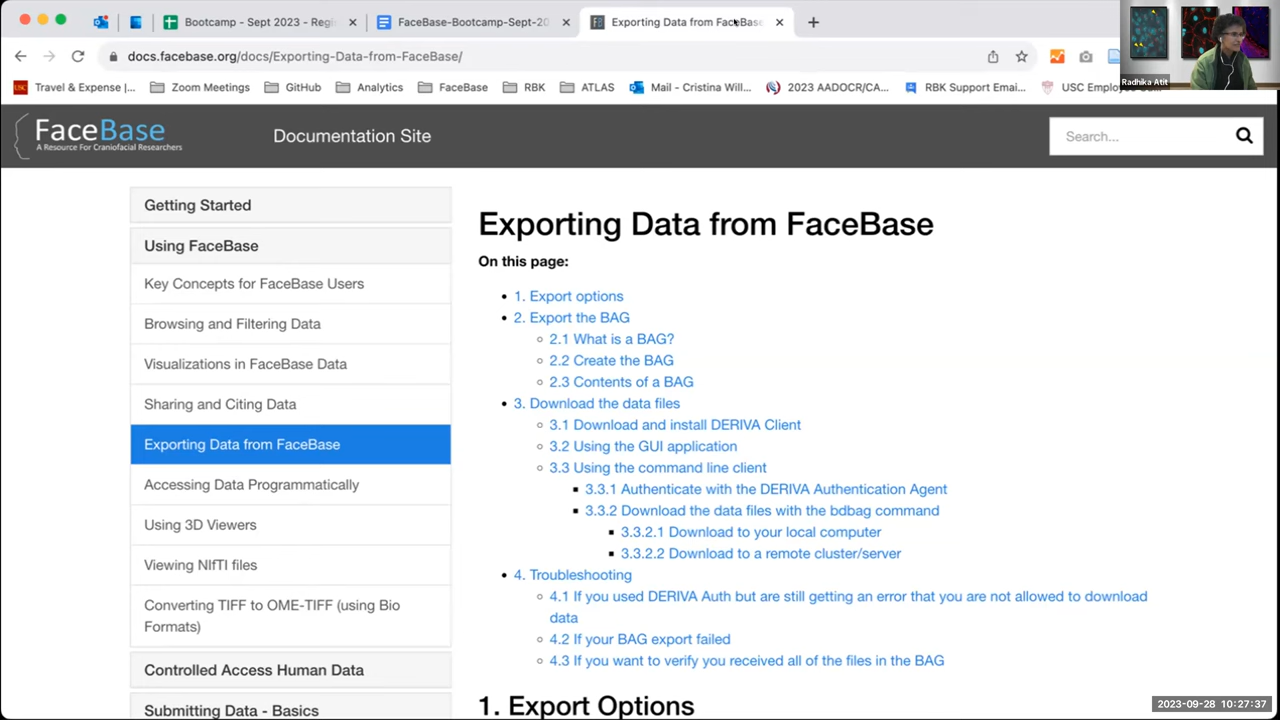 Bootcamp - Sept 2023 - Regi
FaceBase-Bootcamp-Sept-20
Exporting Data from FaceBase
docs.facebase.org/docs/Exporting-Data-from-FaceBase/
Radhika Atit
Travel & Expense |...
Zoom Meetings
GitHub
Analytics
FaceBase
RBK
ATLAS
Mail - Cristina Will...
2023 AADOCR/CA...
RBK Support Emai...
USC Employee
FaceBase
A Resource For Craniofacial Researchers
Documentation Site
Search...
Getting Started
Using FaceBase
Key Concepts for FaceBase Users
Browsing and Filtering Data
Visualizations in FaceBase Data
Sharing and Citing Data
Exporting Data from FaceBase
Accessing Data Programmatically
Using 3D Viewers
Viewing NIfTI files
Converting TIFF to OME-TIFF (using Bio
Formats)
Controlled Access Human Data
Submitting Data - Basics
Exporting Data from FaceBase
On this page:
• 1. Export options
• 2. Export the BAG
◦ 2.1 What is a BAG?
◦ 2.2 Create the BAG
◦ 2.3 Contents of a BAG
• 3. Download the data files
◦ 3.1 Download and install DERIVA Client
◦ 3.2 Using the GUI application
◦ 3.3 Using the command line client
▪ 3.3.1 Authenticate with the DERIVA Authentication Agent
▪ 3.3.2 Download the data files with the bdbag command
▪ 3.3.2.1 Download to your local computer
▪ 3.3.2.2 Download to a remote cluster/server
• 4. Troubleshooting
◦ 4.1 If you used DERIVA Auth but are still getting an error that you are not allowed to download
data
◦ 4.2 If your BAG export failed
◦ 4.3 If you want to verify you received all of the files in the BAG
1. Export Options
2023-09-28 10:27:37